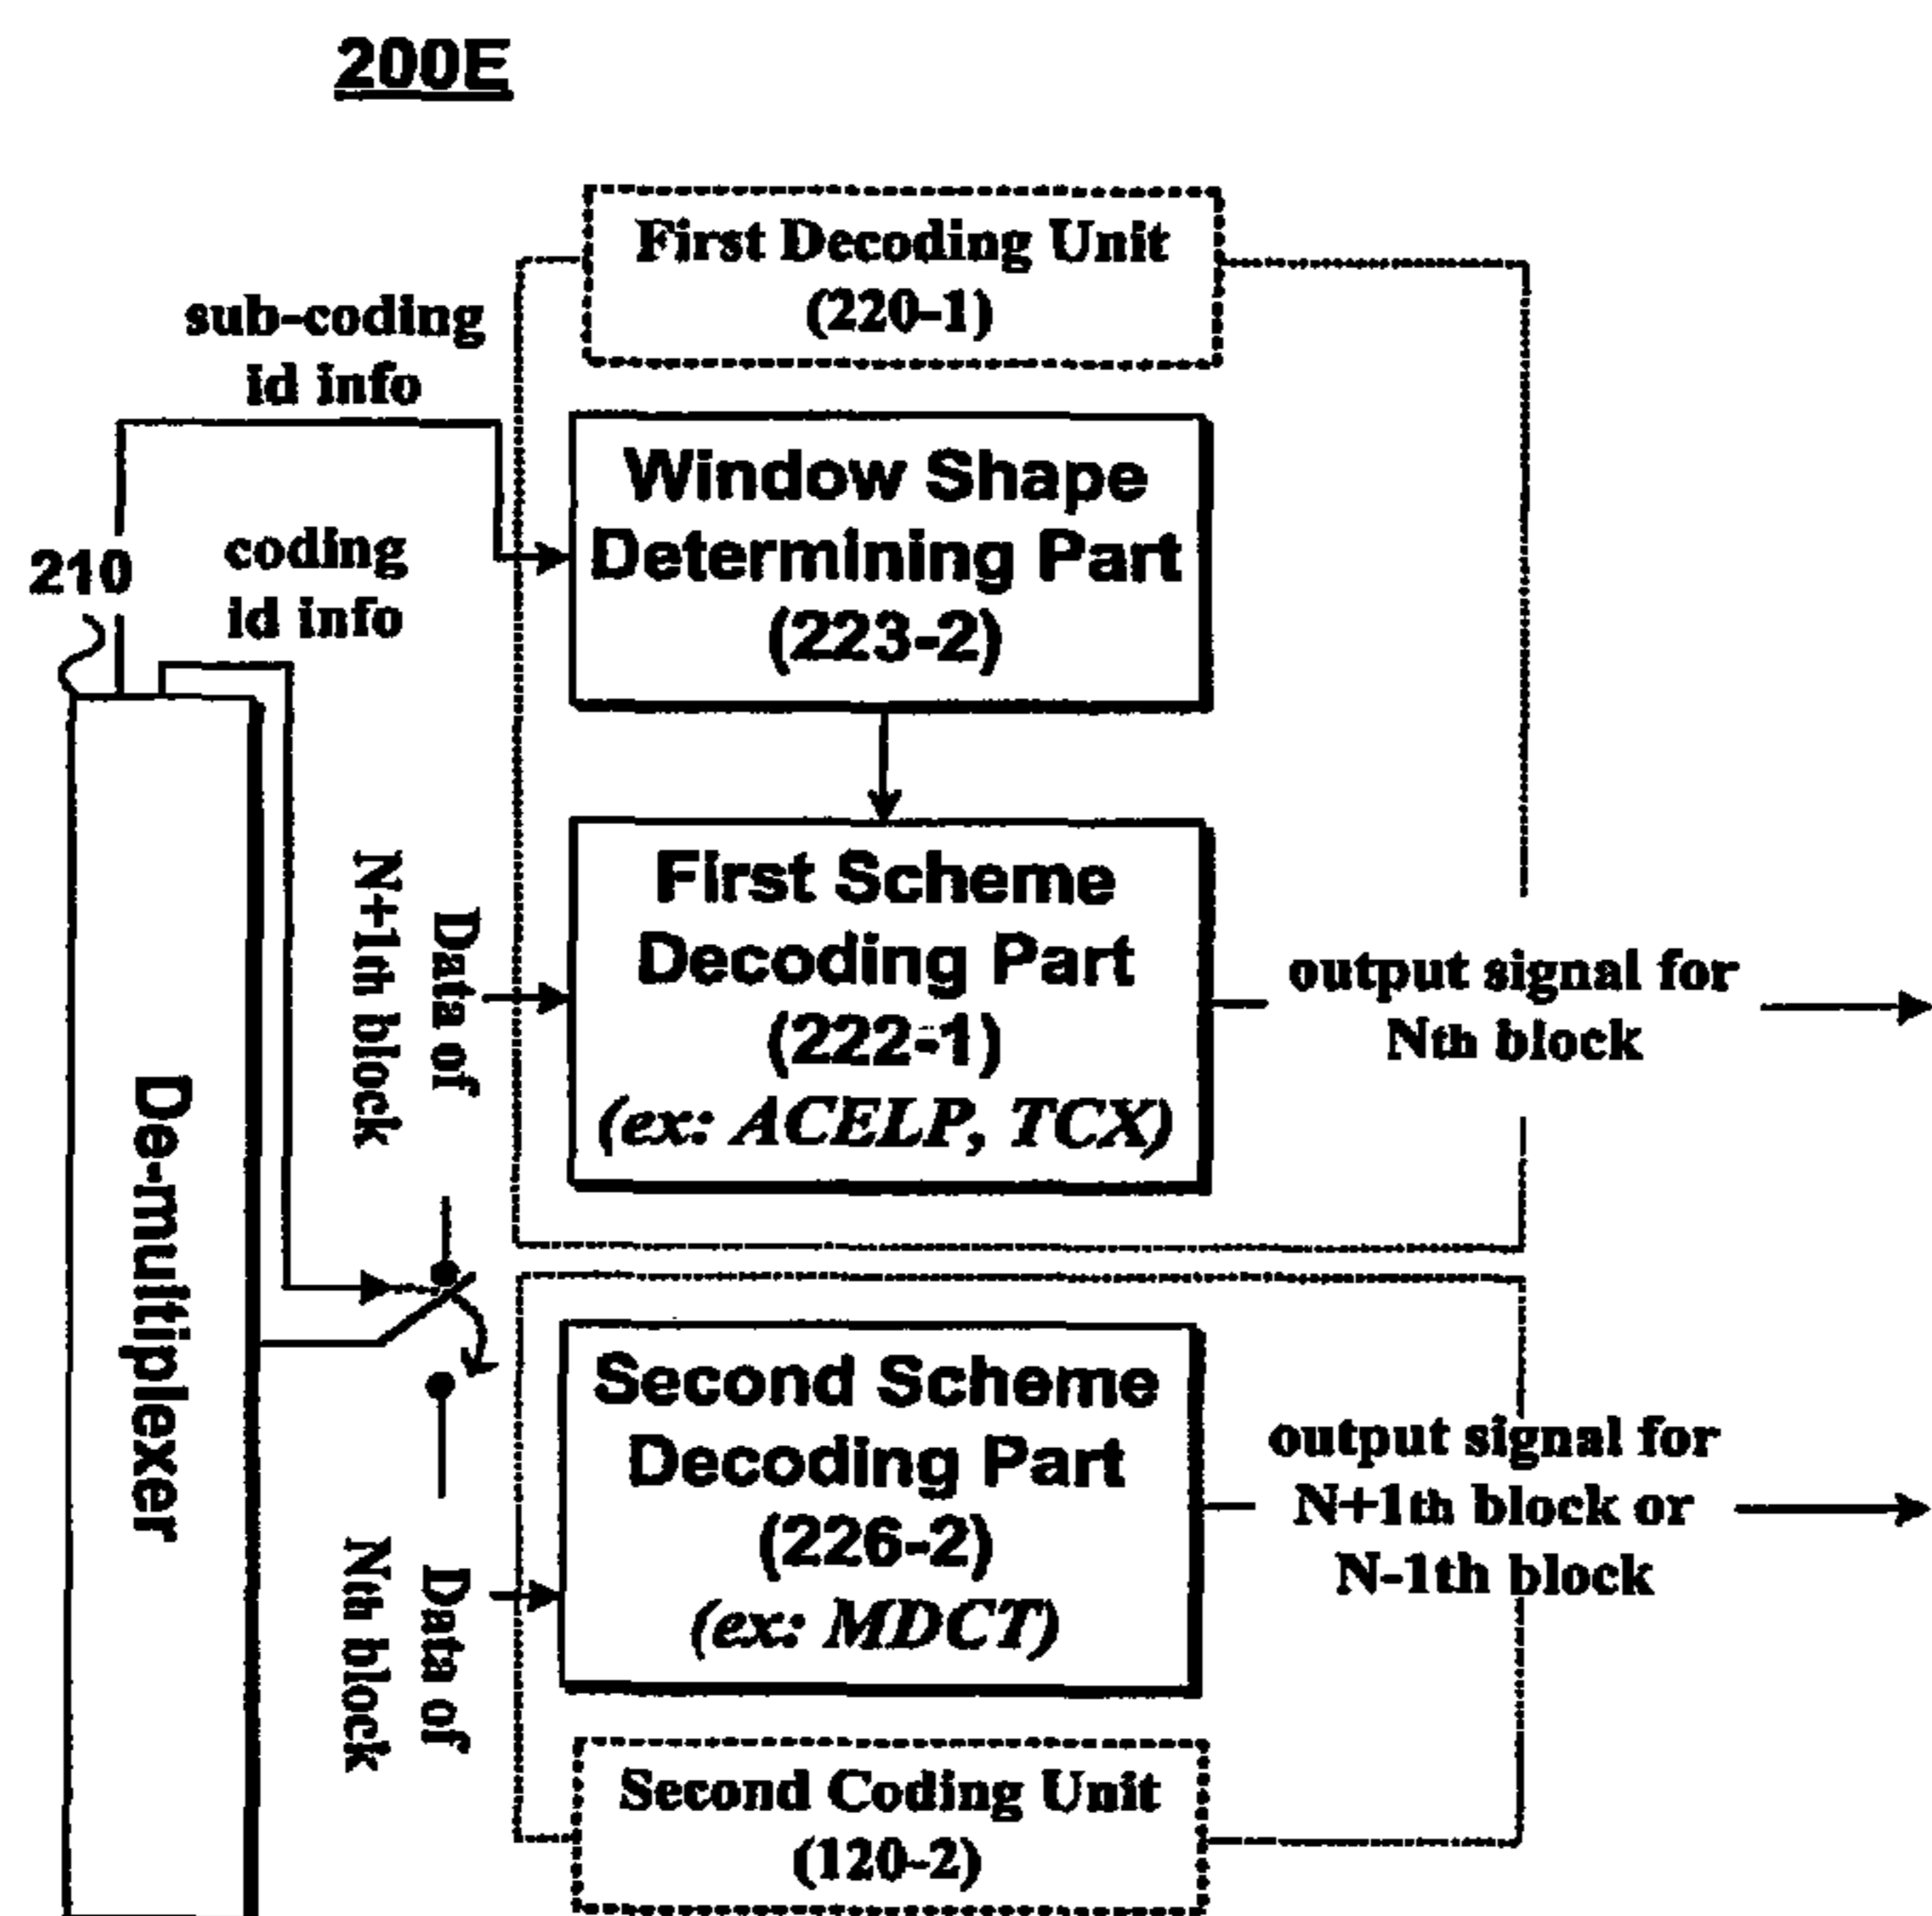 200E
First Decoding Unit
(220-1)
sub-coding
id info
Window Shape
Determining Part
(223-2)
210
coding
id info
First Scheme
Decoding Part
(222-1)
(ex: ACELP, TCX)
Data of
N+1th block
output signal for
Nth block
De-multiplexer
Second Scheme
Decoding Part
(226-2)
(ex: MDCT)
Data of
Nth block
output signal for
N+1th block or
N-1th block
Second Coding Unit
(120-2)